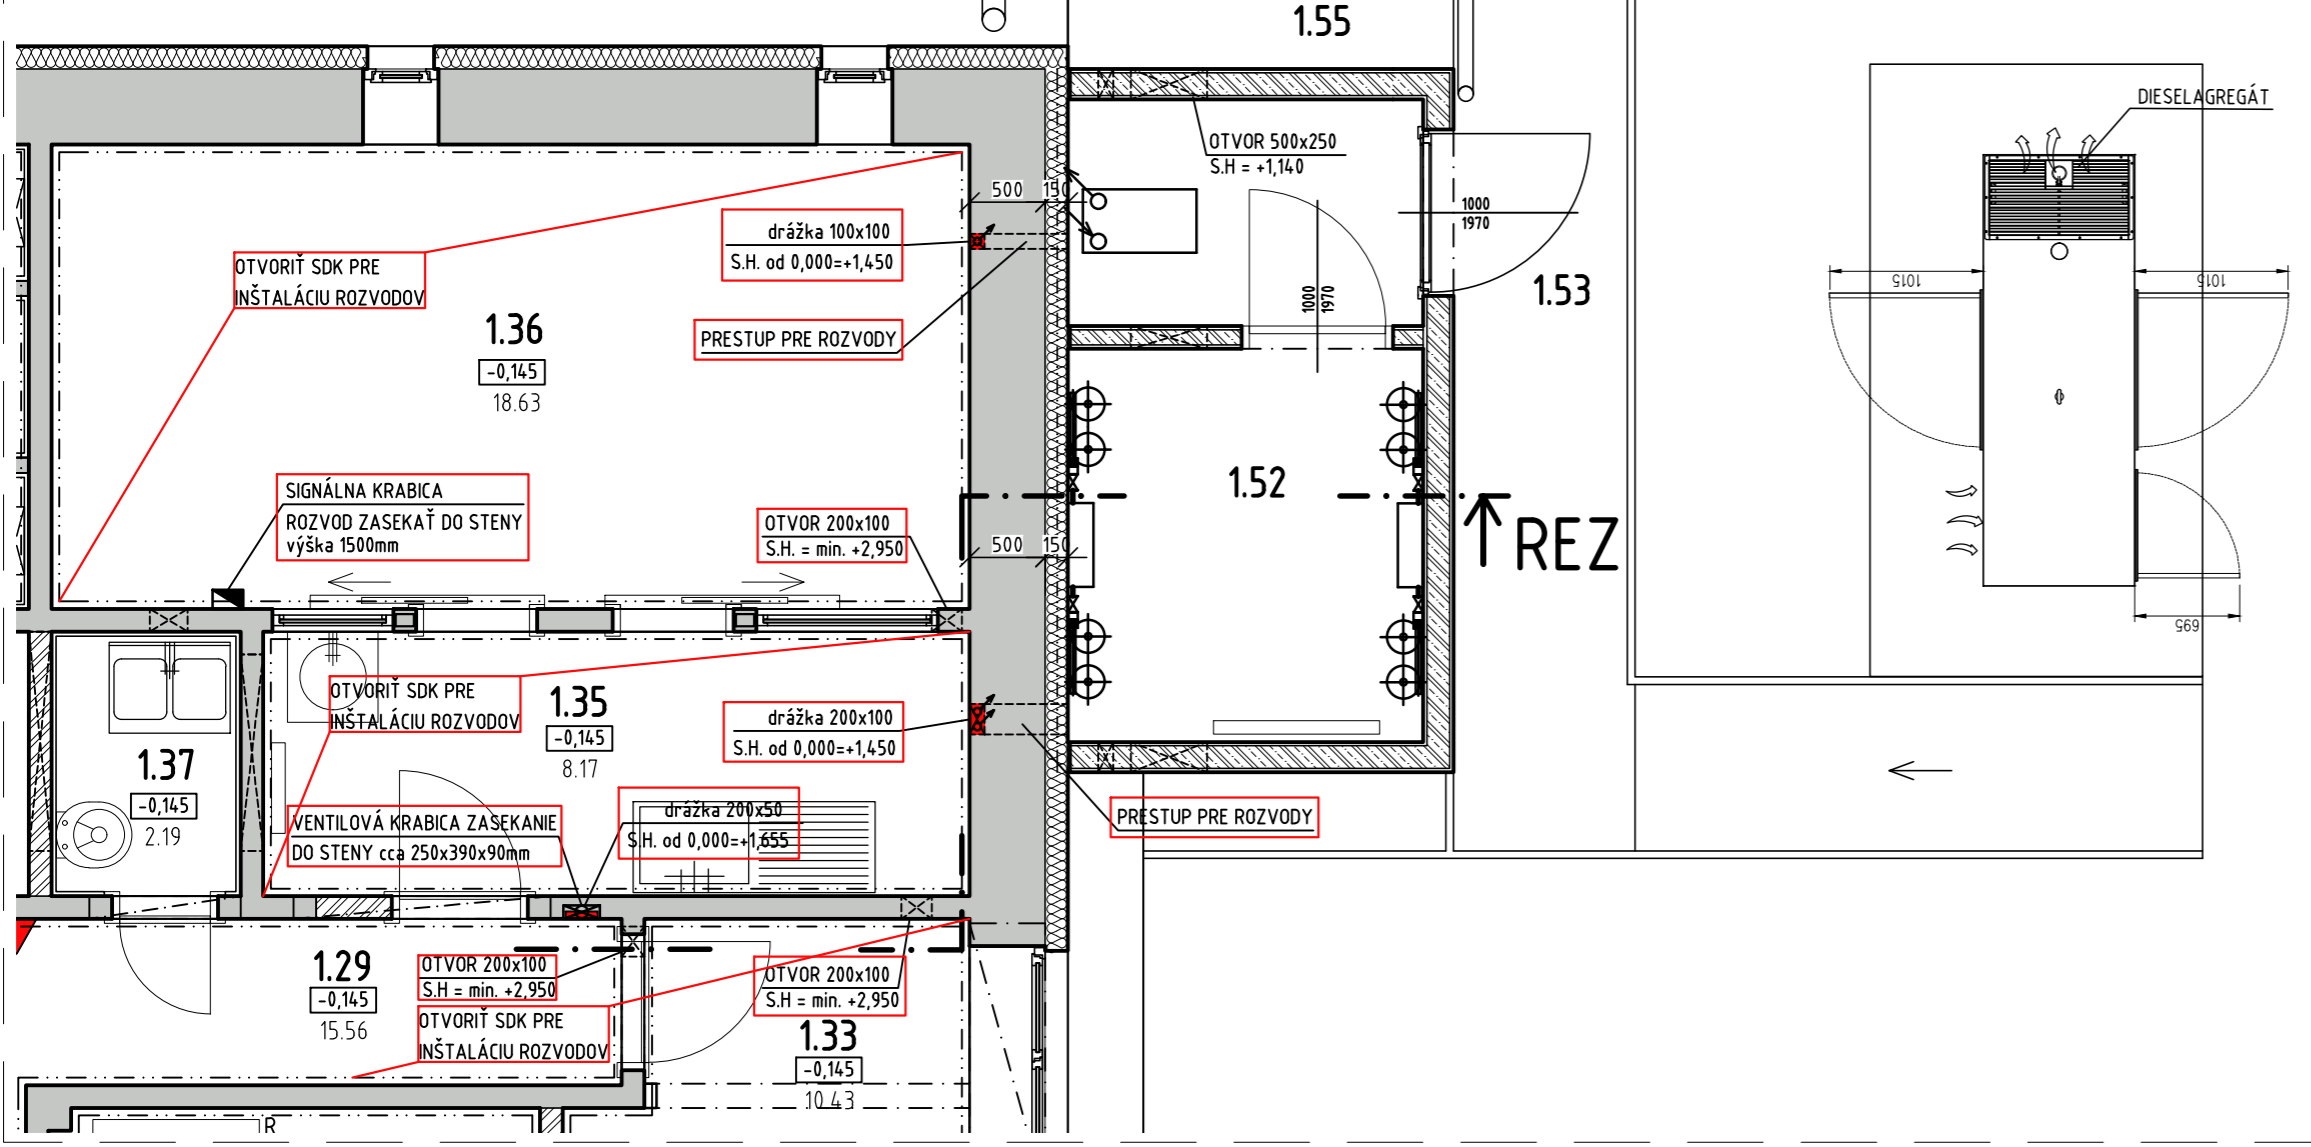 1.55
DIESELAGREGÁT
OTVOR 500x250
S.H = +1,140
500
150
1000
1970
drážka 100x100
S.H. od 0,000=+1,450
OTVORIŤ SDK PRE
INŠTALÁCIU ROZVODOV
1015
1015
1.53
1000
1970
1.36
-0,145
18.63
PRESTUP PRE ROZVODY
SIGNÁLNA KRABICA
ROZVOD ZASEKAŤ DO STENY
výška 1500mm
1.52
OTVOR 200x100
S.H. = min. +2,950
500
150
REZ
695
OTVORIŤ SDK PRE
INŠTALÁCIU ROZVODOV
1.35
-0,145
8.17
drážka 200x100
S.H. od 0,000=+1,450
1.37
-0,145
2.19
VENTILOVÁ KRABICA ZASEKANIE
DO STENY cca 250x390x90mm
drážka 200x50
S.H. od 0,000=+1,655
PRESTUP PRE ROZVODY
1.29
-0,145
15.56
OTVOR 200x100
S.H = min. +2,950
OTVOR 200x100
S.H = min. +2,950
OTVORIŤ SDK PRE
INŠTALÁCIU ROZVODOV
1.33
-0,145
10.43
R